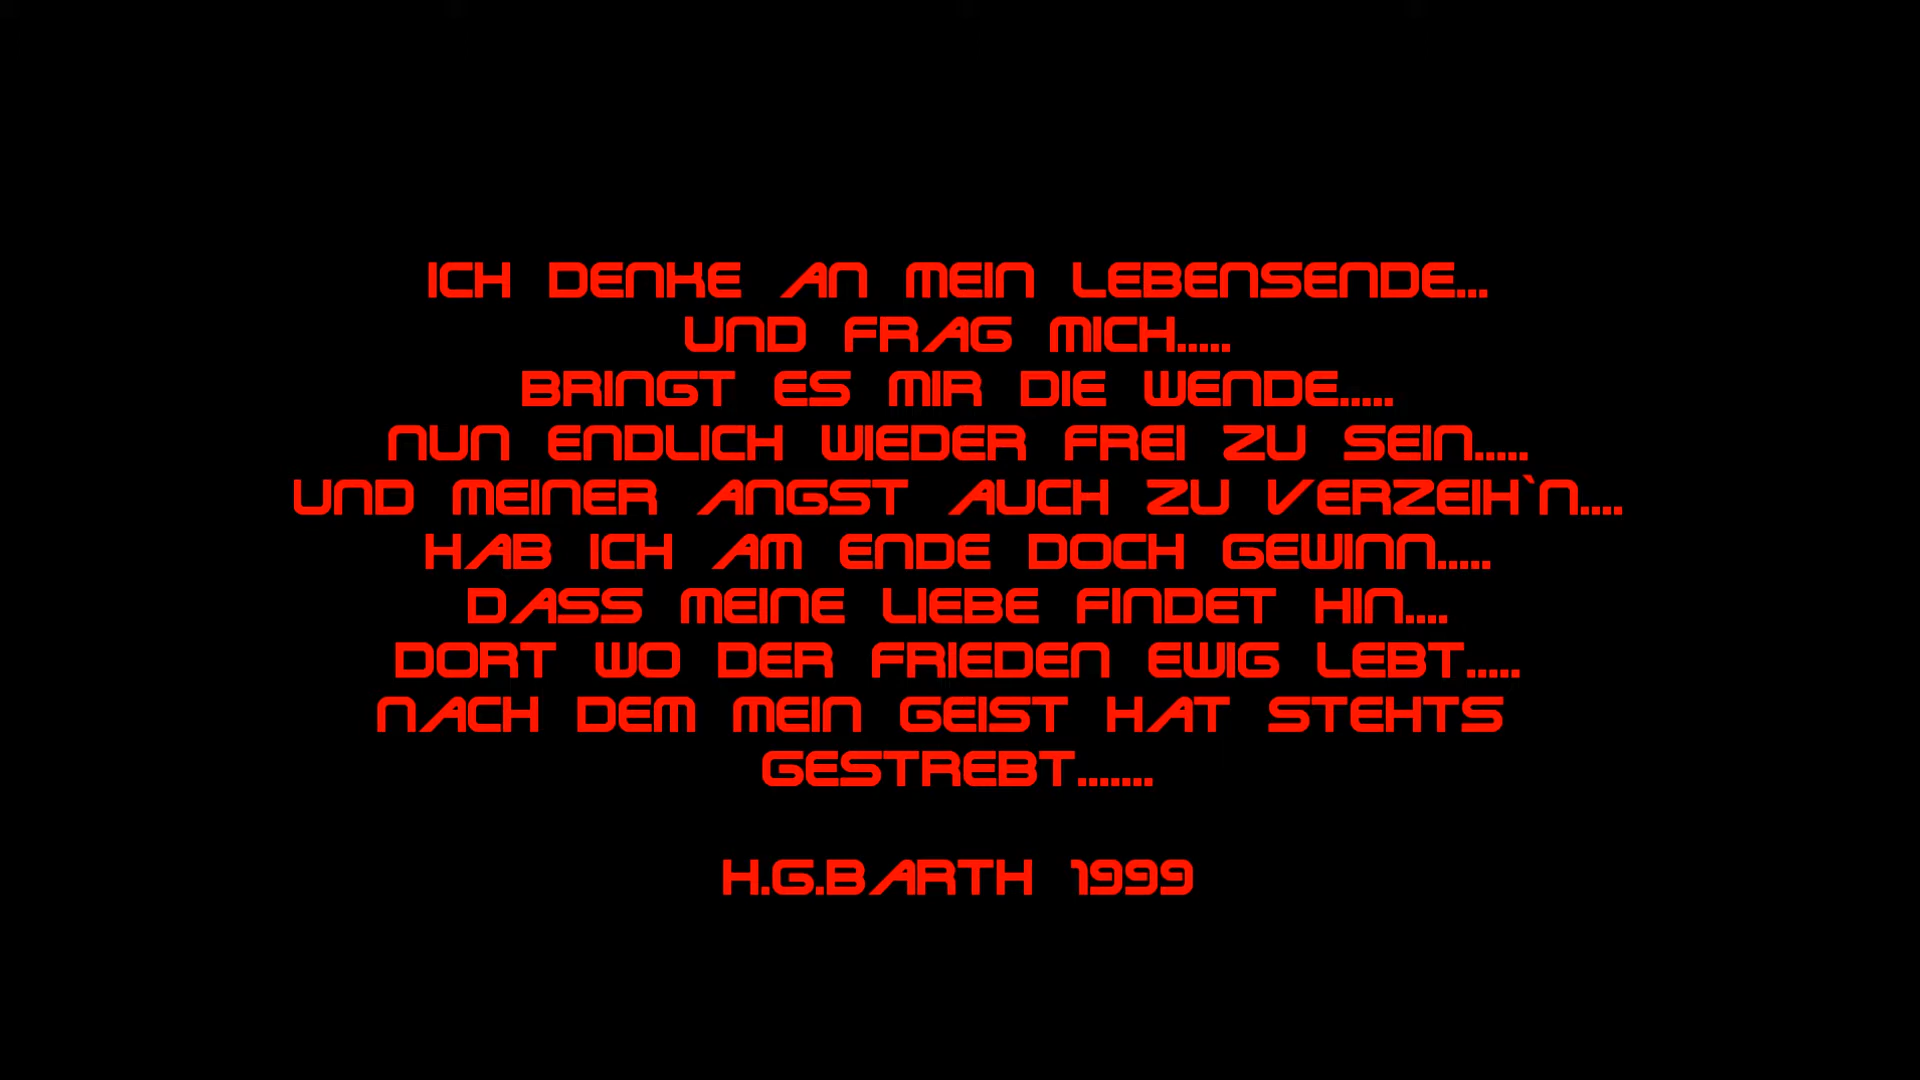 ICH DENKE AN MEIN LEBENSENDE...
UND FRAG MICH.....
BRINGT ES MIR DIE WENDE.....
NUN ENDLICH WIEDER FREI ZU SEIN.....
UND MEINER ANGST AUCH ZU VERZEIH`N....
HAB ICH AM ENDE DOCH GEWINN.....
DASS MEINE LIEBE FINDET HIN....
DORT WO DER FRIEDEN EWIG LEBT.....
NACH DEM MEIN GEIST HAT STEHTS
GESTREBT.......
H.G.BARTH 1999